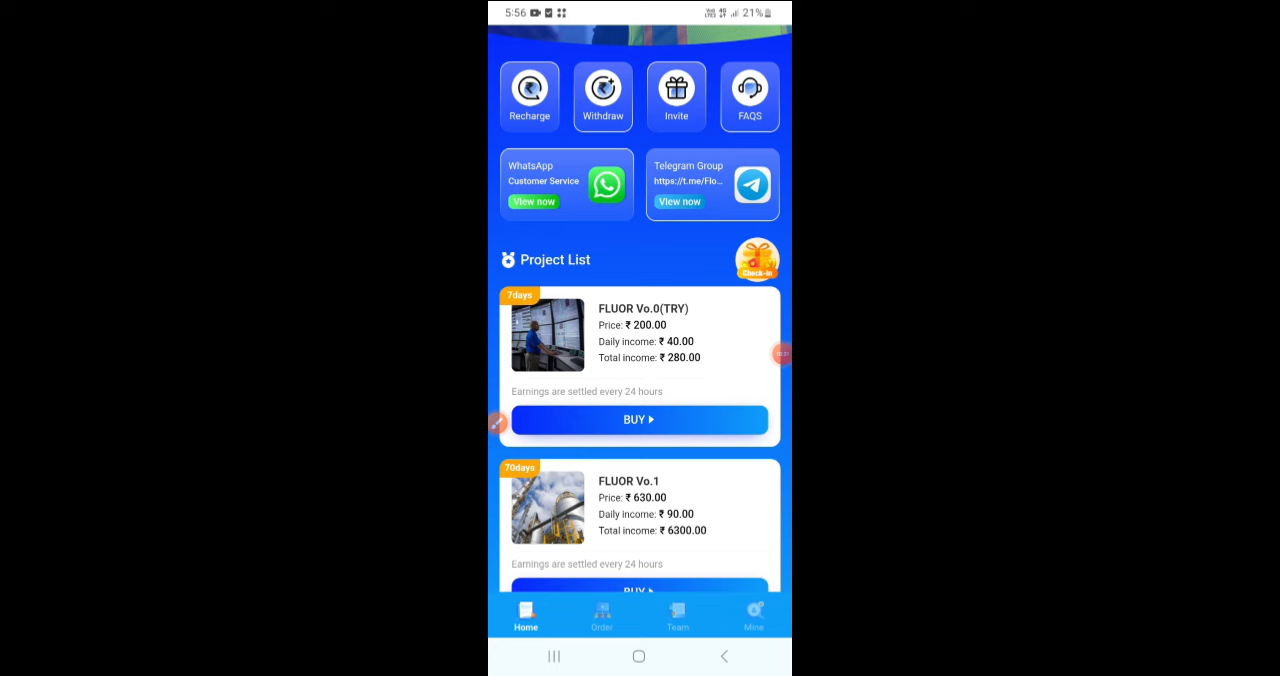 5:56
21%
Recharge
Withdraw
Invite
FAQS
WhatsApp
Customer Service
View now
Telegram Group
https://t.me/Flo...
View now
Project List
Check-in
7days
FLUOR Vo.0(TRY)
Price: ₹ 200.00
Daily income: ₹ 40.00
Total income: ₹ 280.00
Earnings are settled every 24 hours
BUY
70days
FLUOR Vo.1
Price: ₹ 630.00
Daily income: ₹ 90.00
Total income: ₹ 6300.00
Earnings are settled every 24 hours
BUY
Home
Order
Team
Mine